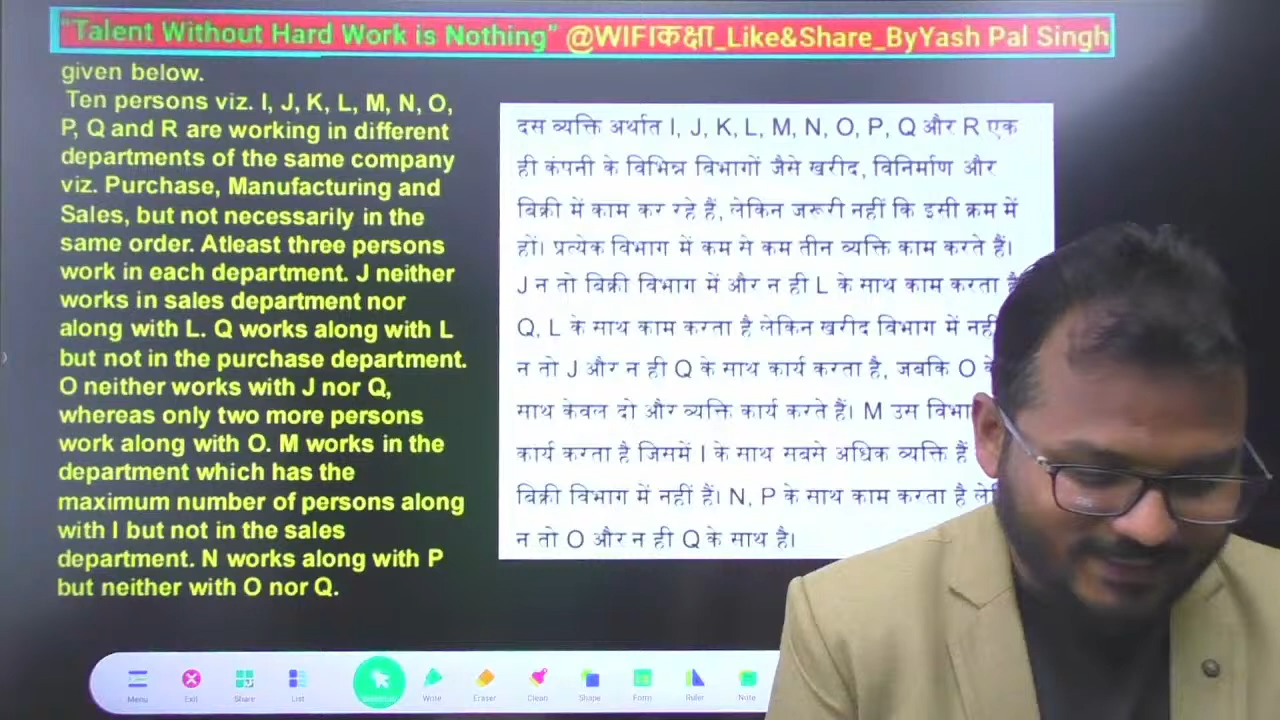 "Talent Without Hard Work is Nothing" @WIFIकक्षा_Like&Share_ByYash Pal Singh
given below.
Ten persons viz. I, J, K, L, M, N, O,
P, Q and R are working in different
departments of the same company
viz. Purchase, Manufacturing and
Sales, but not necessarily in the
same order. Atleast three persons
work in each department. J neither
works in sales department nor
along with L. Q works along with L
but not in the purchase department.
O neither works with J nor Q,
whereas only two more persons
work along with O. M works in the
department which has the
maximum number of persons along
with I but not in the sales
department. N works along with P
but neither with O nor Q.
दस व्यक्ति अर्थात I, J, K, L, M, N, O, P, Q और R एक
ही कंपनी के विभिन्न विभागों जैसे खरीद, विनिर्माण और
बिक्री में काम कर रहे हैं, लेकिन जरूरी नहीं कि इसी क्रम में
हों। प्रत्येक विभाग में कम से कम तीन व्यक्ति काम करते हैं।
J न तो बिक्री विभाग में और न ही L के साथ काम करता है
Q, L के साथ काम करता है लेकिन खरीद विभाग में नहीं
न तो J और न ही Q के साथ कार्य करता है, जबकि O के
साथ केवल दो और व्यक्ति कार्य करते हैं। M उस
कार्य करता है जिसमें I के साथ सबसे अधिक व्यक्ति हैं
बिक्री विभाग में नहीं हैं। N, P के साथ काम करता है
न तो O और न ही Q के साथ है।
Menu
Exit
Share
List
Write
Eraser
Clean
Shape
Form
Ruler
Note